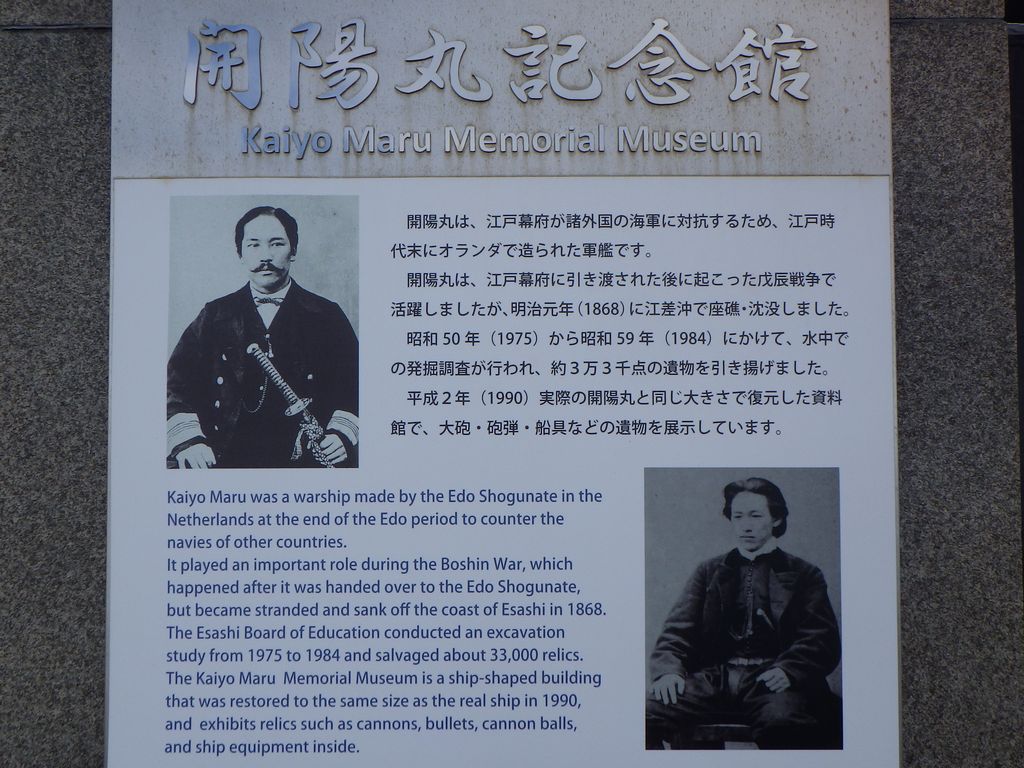 開陽丸記念館
Kaiyo Maru Memorial Museum
開陽丸は、江戸幕府が諸外国の海軍に対抗するため、江戸時
代末にオランダで造られた軍艦です。
開陽丸は、江戸幕府に引き渡された後に起こった戊辰戦争で
活躍しましたが、明治元年（1868）に江差沖で座礁・沈没しました。
昭和 50 年（1975）から昭和 59 年（1984）にかけて、水中で
の発掘調査が行われ、約３万３千点の遺物を引き揚げました。
平成２年（1990）実際の開陽丸と同じ大きさで復元した資料
館で、大砲・砲弾・船具などの遺物を展示しています。
Kaiyo Maru was a warship made by the Edo Shogunate in the
Netherlands at the end of the Edo period to counter the
navies of other countries.
It played an important role during the Boshin War, which
happened after it was handed over to the Edo Shogunate,
but became stranded and sank off the coast of Esashi in 1868.
The Esashi Board of Education conducted an excavation
study from 1975 to 1984 and salvaged about 33,000 relics.
The Kaiyo Maru Memorial Museum is a ship-shaped building
that was restored to the same size as the real ship in 1990,
and exhibits relics such as cannons, bullets, cannon balls,
and ship equipment inside.